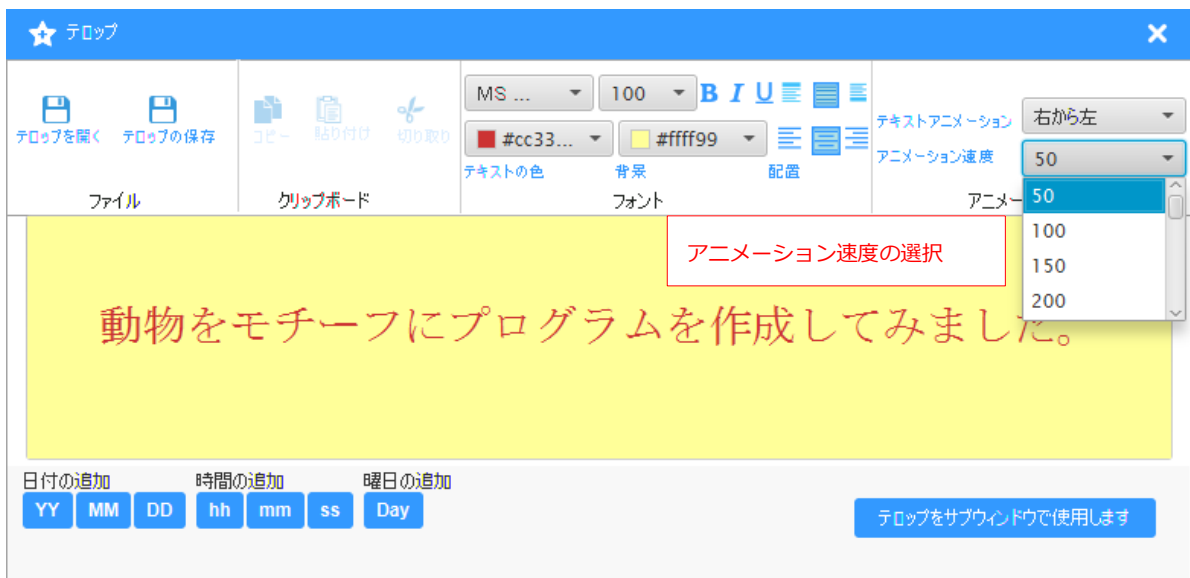 テロップ
MS ...
100
B I U
テロップを開く
テロップの保存
コピー
貼り付け
切り取り
#cc33...
#ffff99
テキストの色
背景
配置
テキストアニメーション
右から左
アニメーション速度
50
ファイル
クリップボード
フォント
アニメー
50
100
150
200
アニメーション速度の選択
動物をモチーフにプログラムを作成してみました。
日付の追加
時間の追加
曜日の追加
YY MM DD hh mm ss Day
テロップをサブウィンドウで使用します